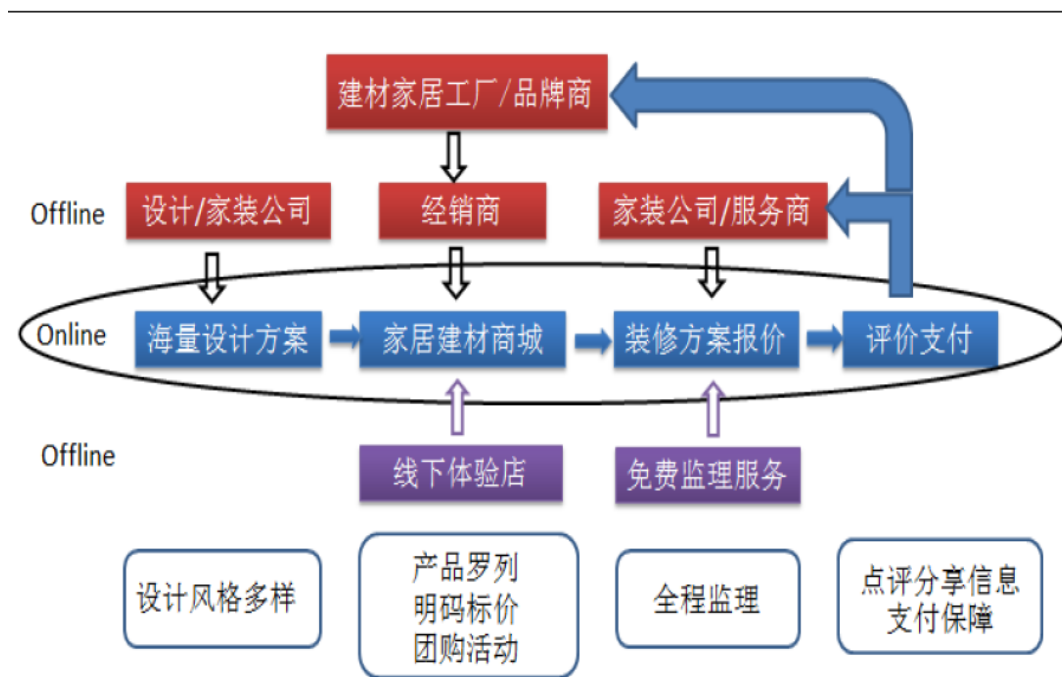 建材家居工厂/品牌商
Offline
设计/家装公司
经销商
家装公司/服务商
Online
海量设计方案
家居建材商城
装修方案报价
评价支付
Offline
线下体验店
免费监理服务
设计风格多样
产品罗列
明码标价
团购活动
全程监理
点评分享信息
支付保障